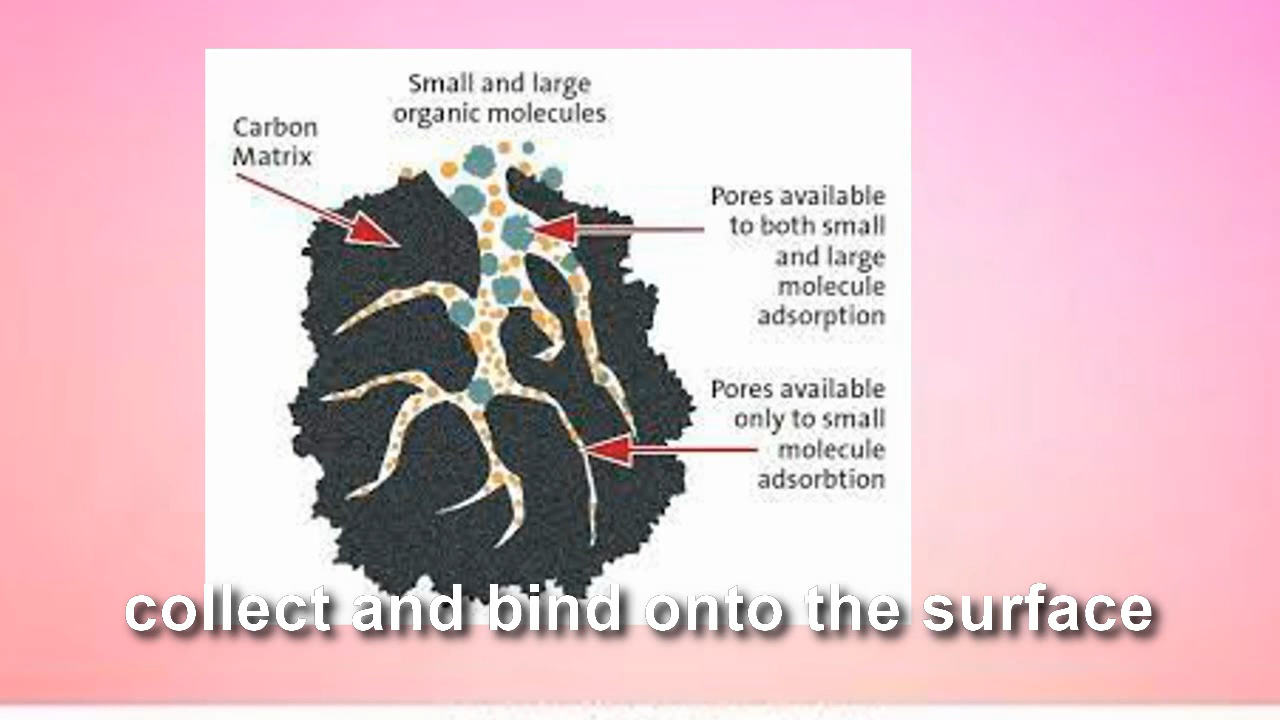 Small and large
organic molecules
Carbon
Matrix
Pores available
to both small
and large
molecule
adsorption
Pores available
only to small
molecule
adsorbtion
collect and bind onto the surface